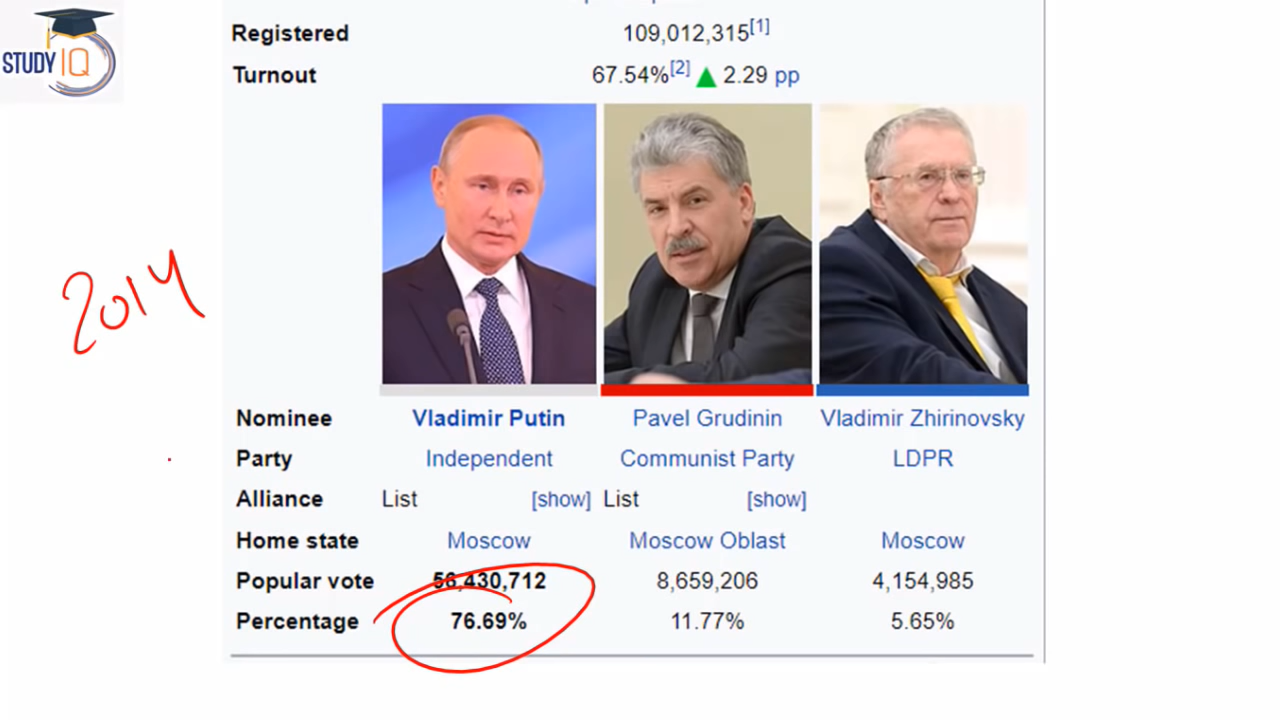 STUDY IQ
Registered 109,012,315[1]
Turnout 67.54%[2] ▲ 2.29 pp
2014
Nominee Vladimir Putin Pavel Grudinin Vladimir Zhirinovsky
Party Independent Communist Party LDPR
Alliance List [show] List [show]
Home state Moscow Moscow Oblast Moscow
Popular vote 56,430,712 8,659,206 4,154,985
Percentage 76.69% 11.77% 5.65%